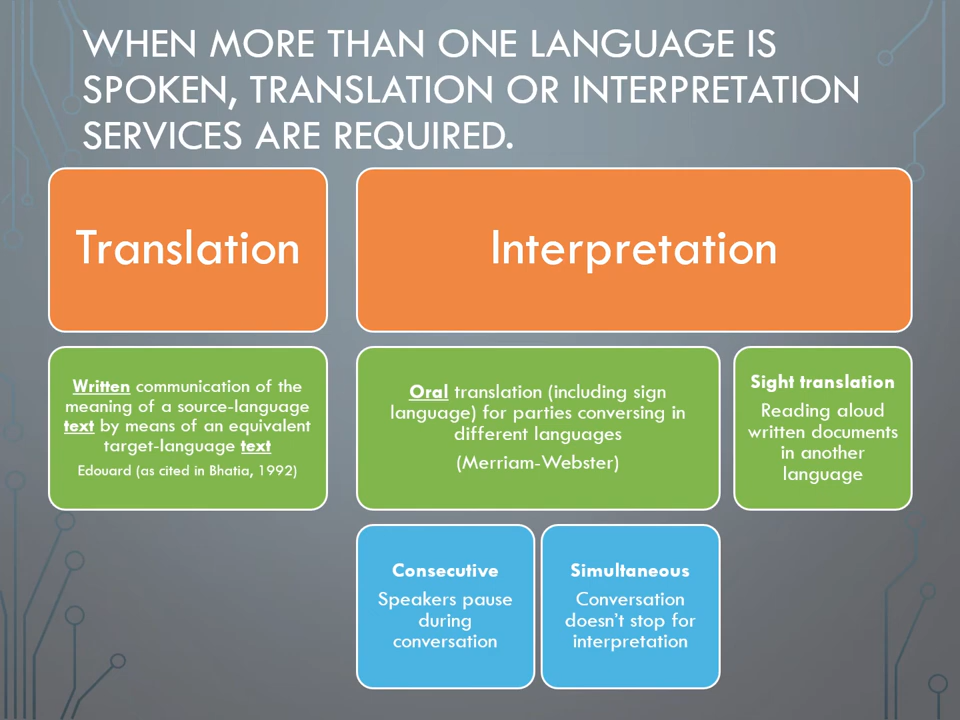 WHEN MORE THAN ONE LANGUAGE IS
SPOKEN, TRANSLATION OR INTERPRETATION
SERVICES ARE REQUIRED.
Translation
Interpretation
Written communication of the
meaning of a source-language
text by means of an equivalent
target-language text
Edouard (as cited in Bhatia, 1992)
Oral translation (including sign
language) for parties conversing in
different languages
(Merriam-Webster)
Sight translation
Reading aloud
written documents
in another
language
Consecutive
Speakers pause
during
conversation
Simultaneous
Conversation
doesn't stop for
interpretation